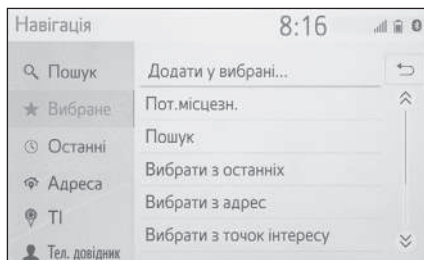 Навігація 8:16
Пошук
Вибране
Останні
Адреса
ТІ
Тел. довідник
Додати у вибрані...
Пот.місцезн.
Пошук
Вибрати з останніх
Вибрати з адрес
Вибрати з точок інтересу